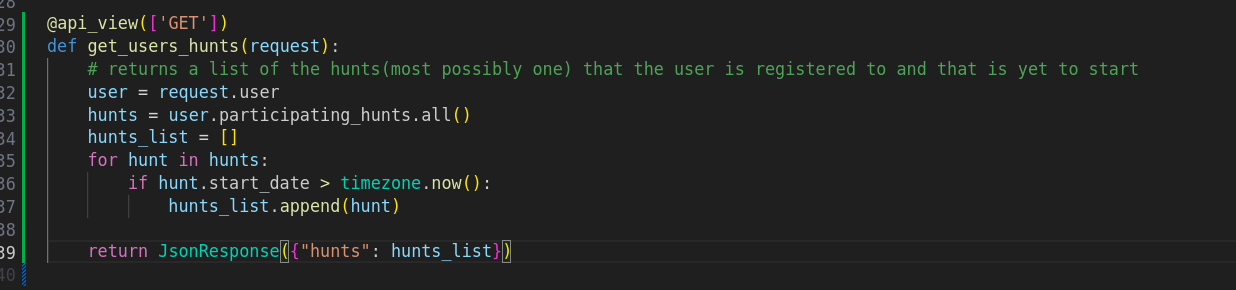 29 @api_view(['GET'])
30 def get_users_hunts(request):
31     # returns a list of the hunts(most possibly one) that the user is registered to and that is yet to start
32     user = request.user
33     hunts = user.participating_hunts.all()
34     hunts_list = []
35     for hunt in hunts:
36         if hunt.start_date > timezone.now():
37             hunts_list.append(hunt)
38
39     return JsonResponse({"hunts": hunts_list})
40